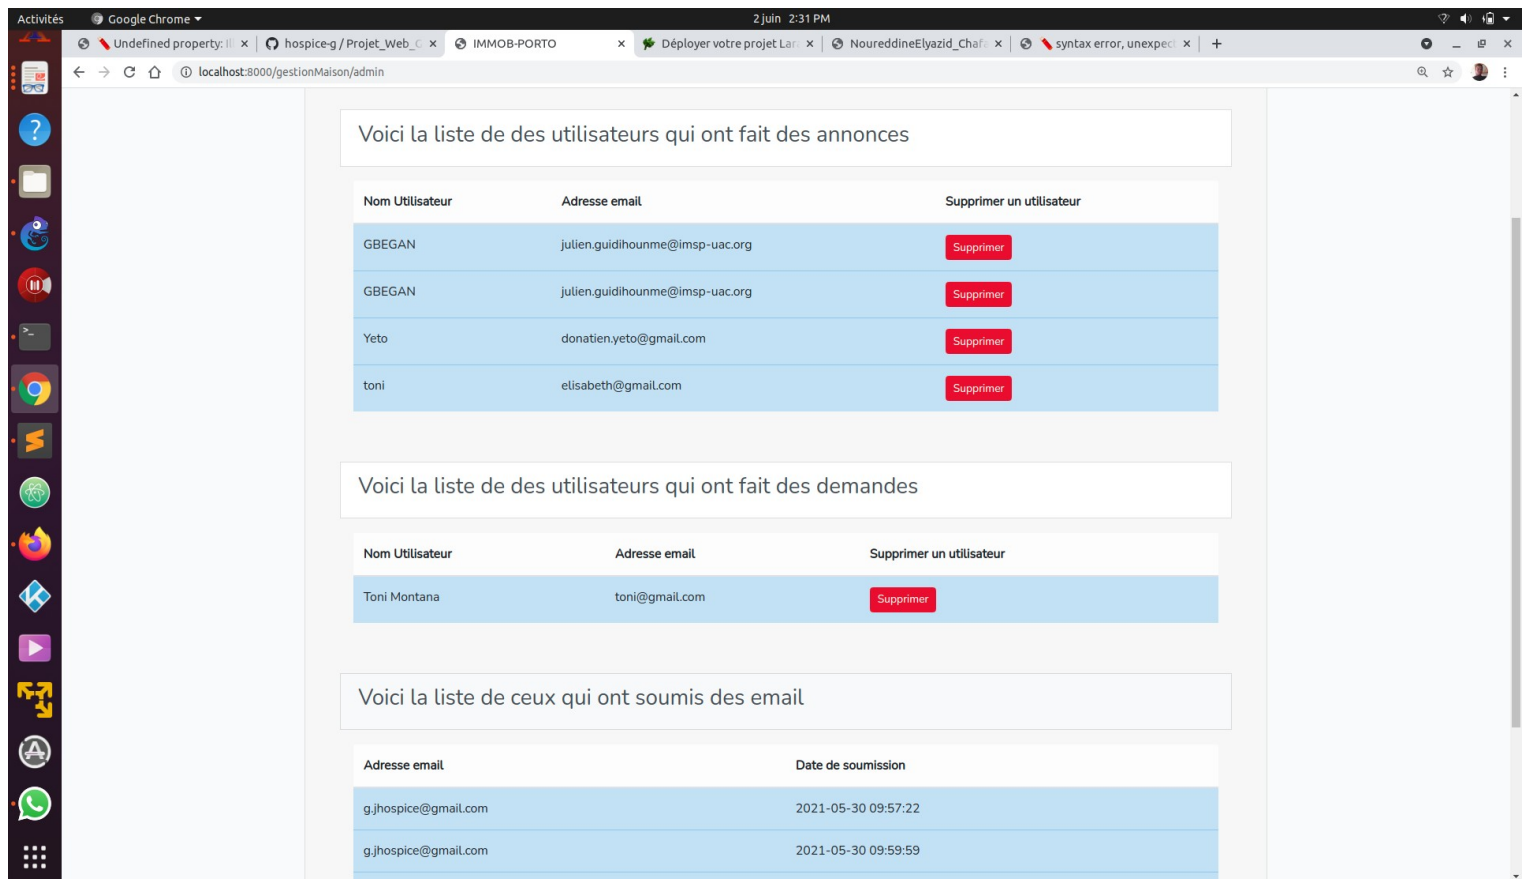 Activités Google Chrome 2 juin 2:31 PM
Undefined property: Il hospice-g / Projet_Web_G IMMOB-PORTO Déployer votre projet Lar NoureddineElyazid_Chafa syntax error, unexpec
localhost:8000/gestionMaison/admin
Voici la liste de des utilisateurs qui ont fait des annonces
Nom Utilisateur Adresse email Supprimer un utilisateur
GBEGAN julien.guidihounme@imsp-uac.org Supprimer
GBEGAN julien.guidihounme@imsp-uac.org Supprimer
Yeto donatien.yeto@gmail.com Supprimer
toni elisabeth@gmail.com Supprimer
Voici la liste de des utilisateurs qui ont fait des demandes
Nom Utilisateur Adresse email Supprimer un utilisateur
Toni Montana toni@gmail.com Supprimer
Voici la liste de ceux qui ont soumis des email
Adresse email Date de soumission
g.jhospice@gmail.com 2021-05-30 09:57:22
g.jhospice@gmail.com 2021-05-30 09:59:59